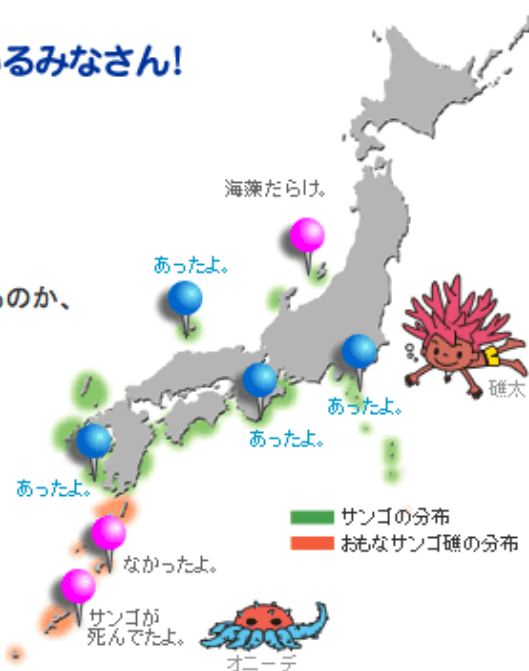 るみなさん!
海藻だらけ。
あったよ。
ものか、
礁太
あったよ。
あったよ。
あったよ。
サンゴの分布
おもなサンゴ礁の分布
なかったよ。
サンゴが
死んでたよ。
オニーデ